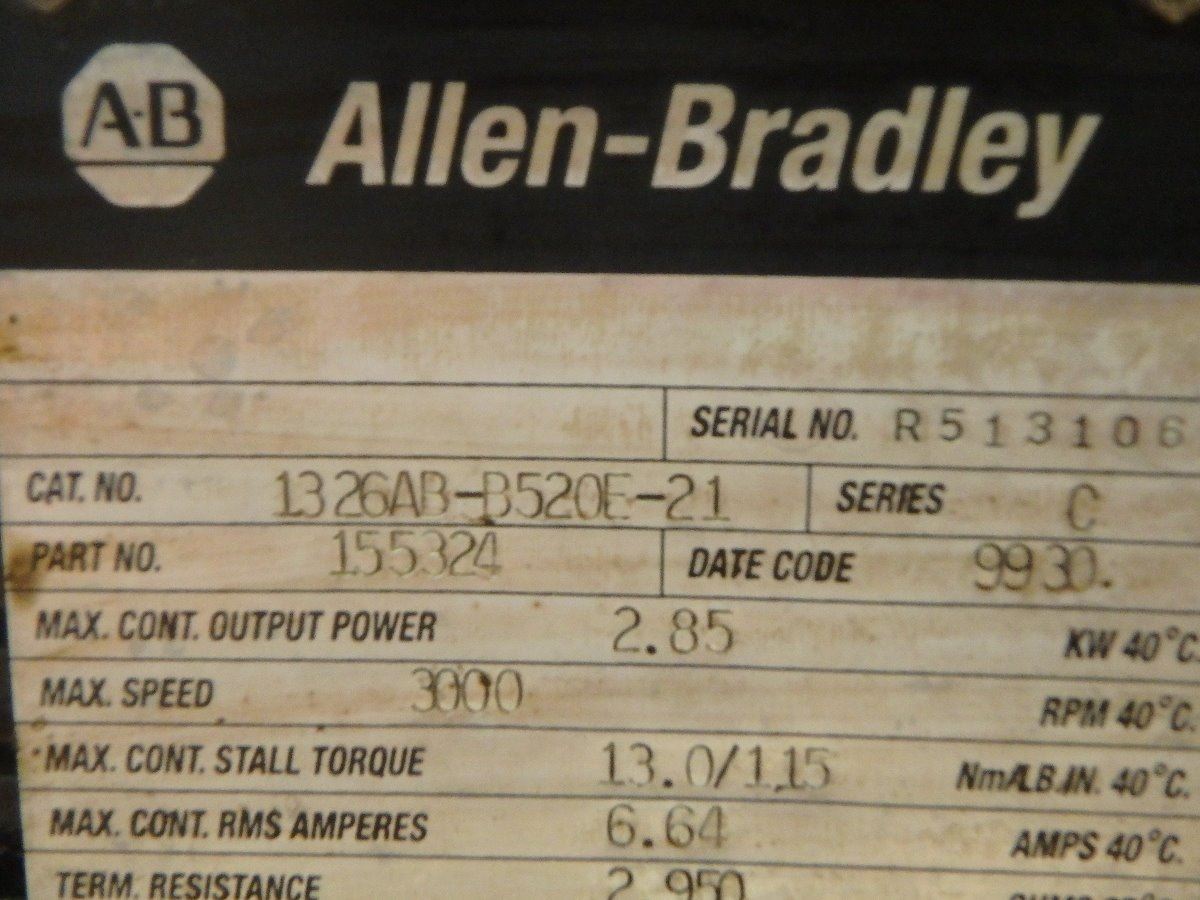 A-B Allen-Bradley
SERIAL NO. R513106
CAT. NO. 1326AB-B520E-21 SERIES C
PART NO. 155324 DATE CODE 9930.
MAX. CONT. OUTPUT POWER 2.85 KW 40°C.
MAX. SPEED 3000 RPM 40°C.
MAX. CONT. STALL TORQUE 13.0/115 Nm/LB.IN. 40°C.
MAX. CONT. RMS AMPERES 6.64 AMPS 40°C.
TERM. RESISTANCE 2.950